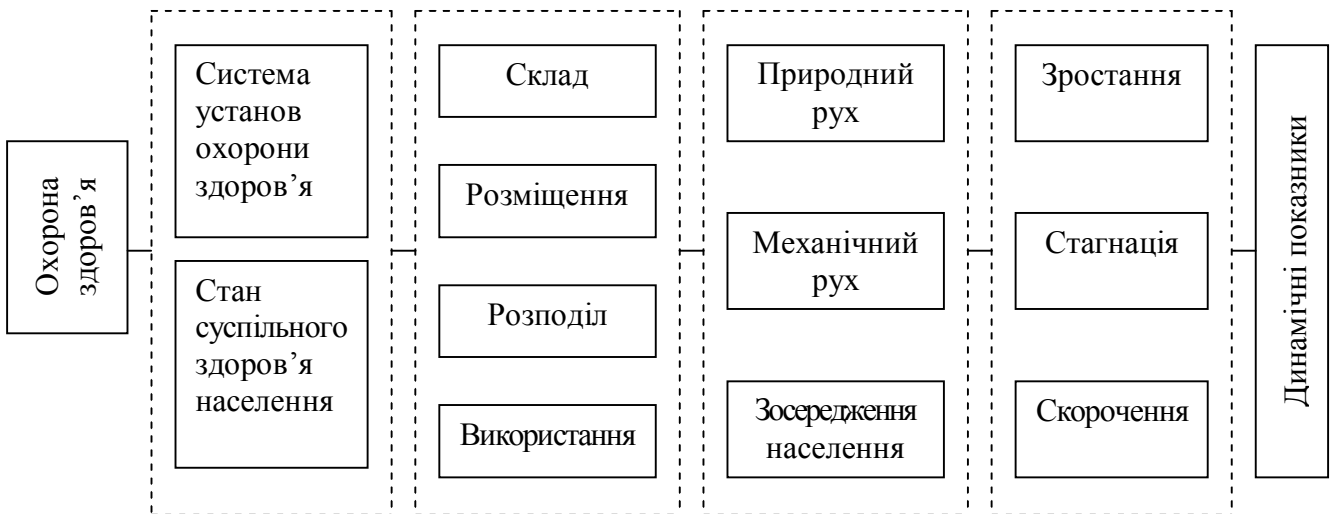 Охорона
здоров’я
Система
установ
охорони
здоров’я
Стан
суспільного
здоров’я
населення
Склад
Розміщення
Розподіл
Використання
Природний
рух
Механічний
рух
Зосередження
населення
Зростання
Стагнація
Скорочення
Динамічні показники